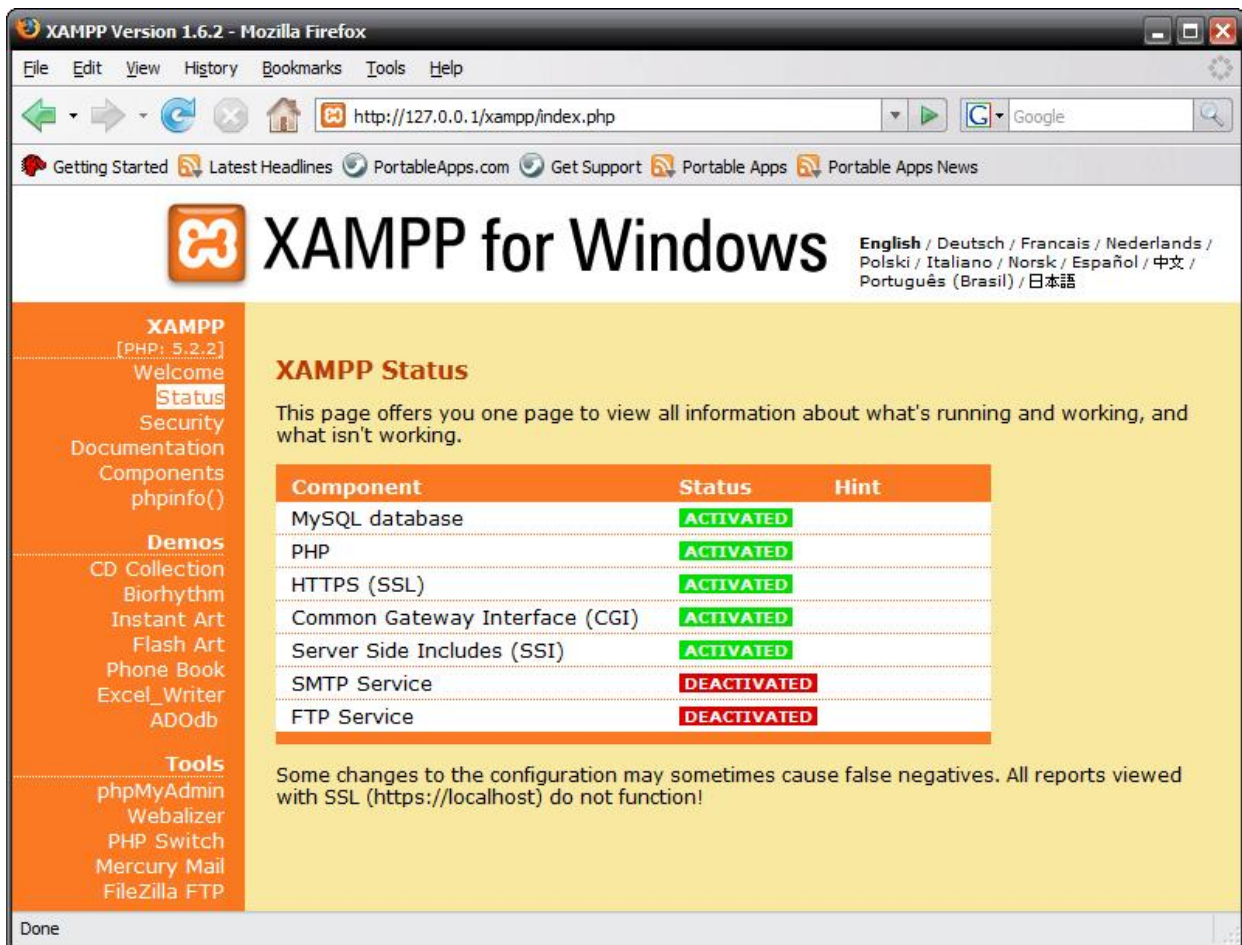 XAMPP Version 1.6.2 - Mozilla Firefox
File Edit View History Bookmarks Tools Help
http://127.0.0.1/xampp/index.php
Google
Getting Started Latest Headlines PortableApps.com Get Support Portable Apps Portable Apps News
XAMPP for Windows
English / Deutsch / Francais / Nederlands /
Polski / Italiano / Norsk / Español / 中文 /
Português (Brasil) / 日本語
XAMPP
[PHP: 5.2.2]
Welcome
Status
Security
Documentation
Components
phpinfo()
Demos
CD Collection
Biorhythm
Instant Art
Flash Art
Phone Book
Excel_Writer
ADOdb
Tools
phpMyAdmin
Webalizer
PHP Switch
Mercury Mail
FileZilla FTP
XAMPP Status
This page offers you one page to view all information about what's running and working, and
what isn't working.
Component Status Hint
MySQL database ACTIVATED
PHP ACTIVATED
HTTPS (SSL) ACTIVATED
Common Gateway Interface (CGI) ACTIVATED
Server Side Includes (SSI) ACTIVATED
SMTP Service DEACTIVATED
FTP Service DEACTIVATED
Some changes to the configuration may sometimes cause false negatives. All reports viewed
with SSL (https://localhost) do not function!
Done